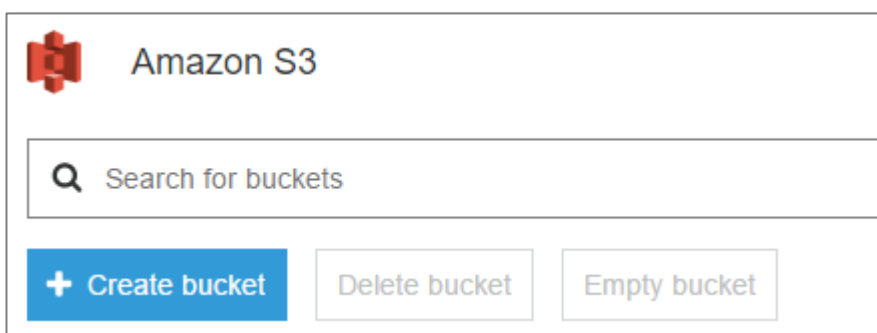 Amazon S3
Search for buckets
Create bucket Delete bucket Empty bucket